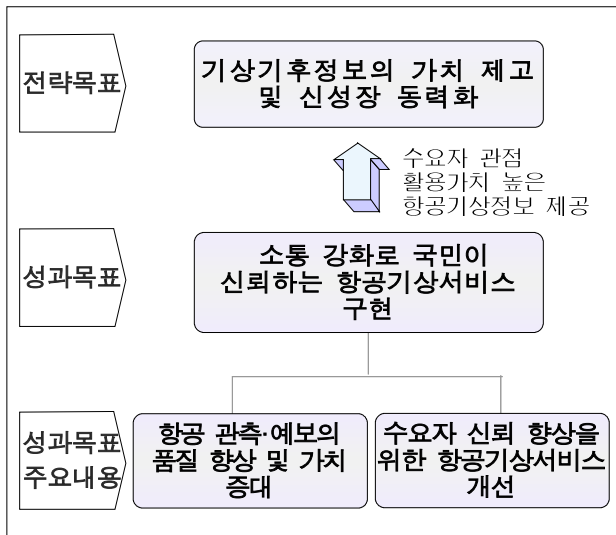 전략목표
기상기후정보의 가치 제고
및 신성장 동력화
수요자 관점
활용가치 높은
항공기상정보 제공
성과목표
소통 강화로 국민이
신뢰하는 항공기상서비스
구현
성과목표
주요내용
항공 관측·예보의
품질 향상 및 가치
증대
수요자 신뢰 향상을
위한 항공기상서비스
개선